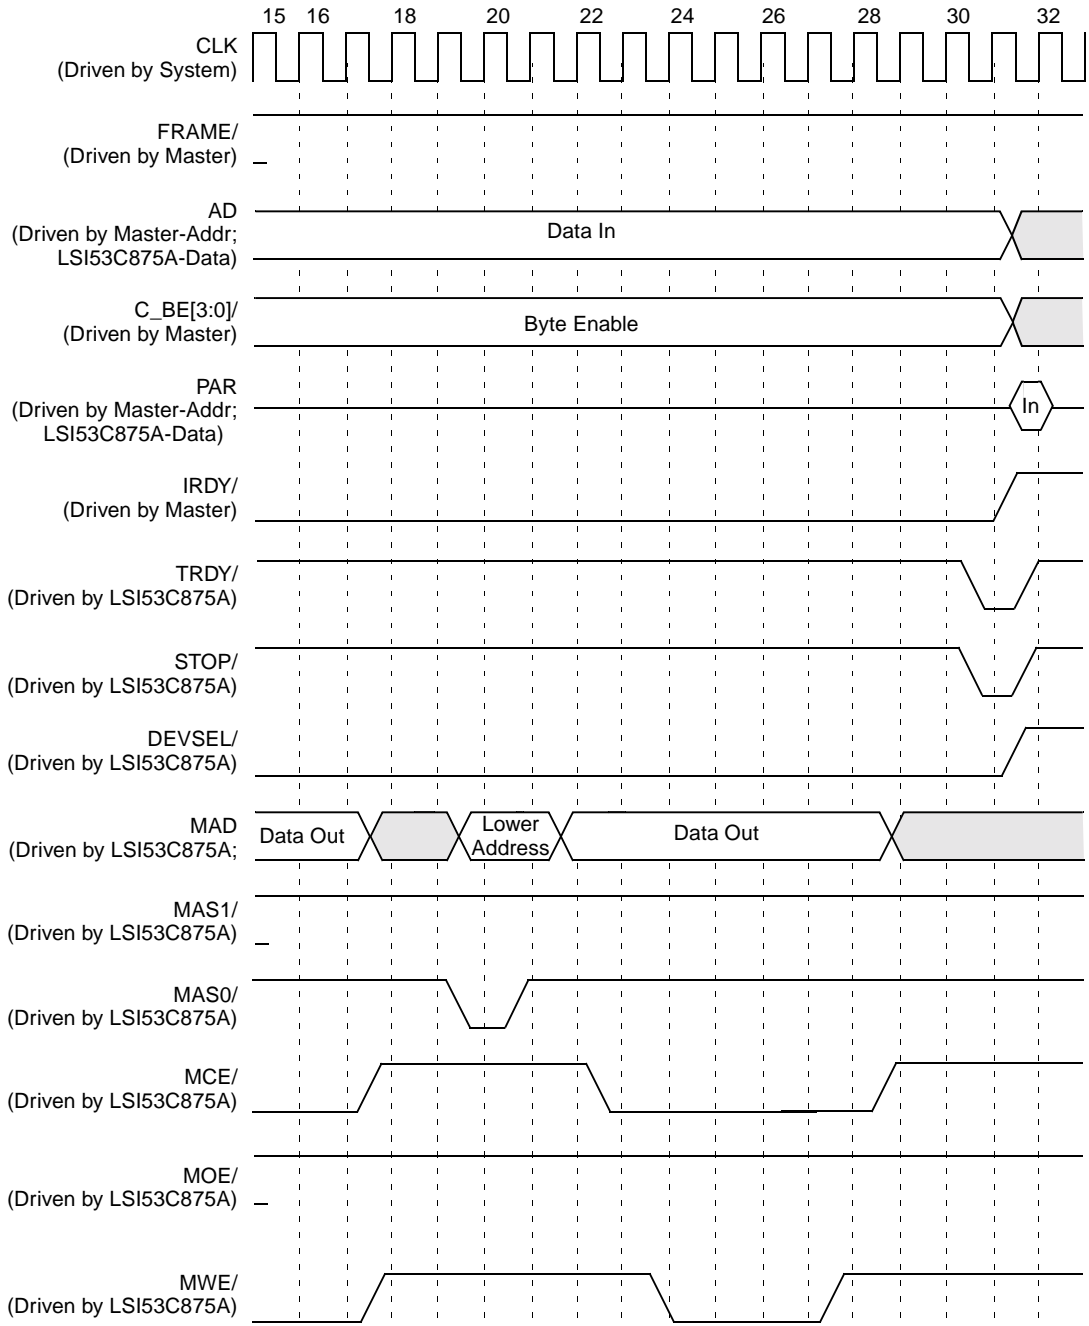 15 16 18 20 22 24 26 28 30 32
CLK
(Driven by System)
FRAME/
(Driven by Master)
AD
(Driven by Master-Addr;
LSI53C875A-Data)
Data In
C_BE[3:0]/
(Driven by Master)
Byte Enable
PAR
(Driven by Master-Addr;
LSI53C875A-Data)
In
IRDY/
(Driven by Master)
TRDY/
(Driven by LSI53C875A)
STOP/
(Driven by LSI53C875A)
DEVSEL/
(Driven by LSI53C875A)
MAD
(Driven by LSI53C875A;
Data Out
Lower
Address
Data Out
MAS1/
(Driven by LSI53C875A)
MAS0/
(Driven by LSI53C875A)
MCE/
(Driven by LSI53C875A)
MOE/
(Driven by LSI53C875A)
MWE/
(Driven by LSI53C875A)